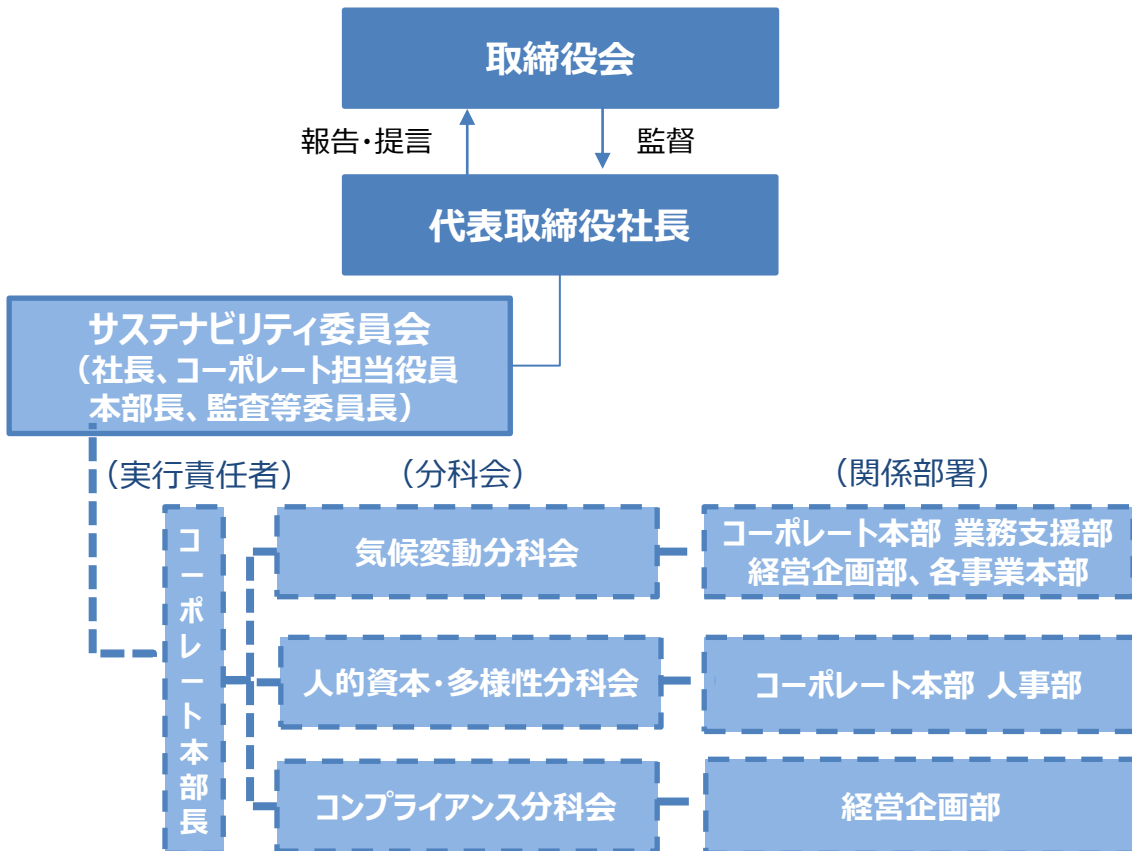 取締役会
報告・提言
監督
代表取締役社長
サステナビリティ委員会
（社長、コーポレート担当役員
本部長、監査等委員長）
（実行責任者）
（分科会）
（関係部署）
コーポレート本部長
気候変動分科会
コーポレート本部 業務支援部
経営企画部、各事業本部
人的資本・多様性分科会
コーポレート本部 人事部
コンプライアンス分科会
経営企画部